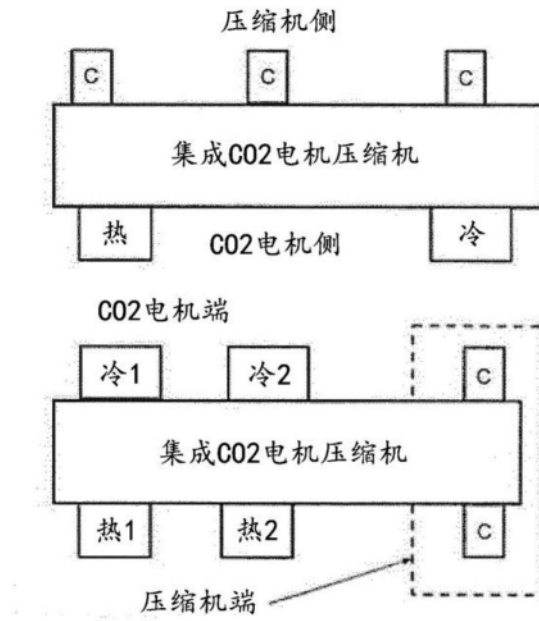 压缩机侧
C C C
集成CO2电机压缩机
热 CO2电机侧 冷
CO2电机端
冷1 冷2 C
集成CO2电机压缩机
热1 热2 C
压缩机端